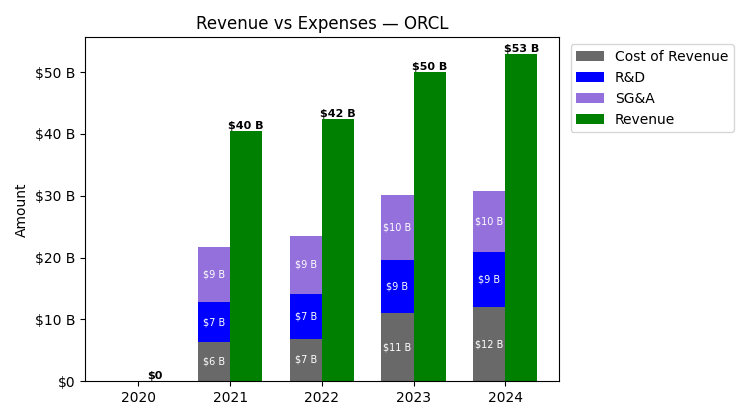 Revenue vs Expenses — ORCL
Amount
$50 B
$40 B
$30 B
$20 B
$10 B
$0
2020
2021
2022
2023
2024
$0
$40 B
$42 B
$50 B
$53 B
$9 B
$7 B
$6 B
$9 B
$7 B
$7 B
$10 B
$9 B
$11 B
$10 B
$9 B
$12 B
Cost of Revenue
R&D
SG&A
Revenue